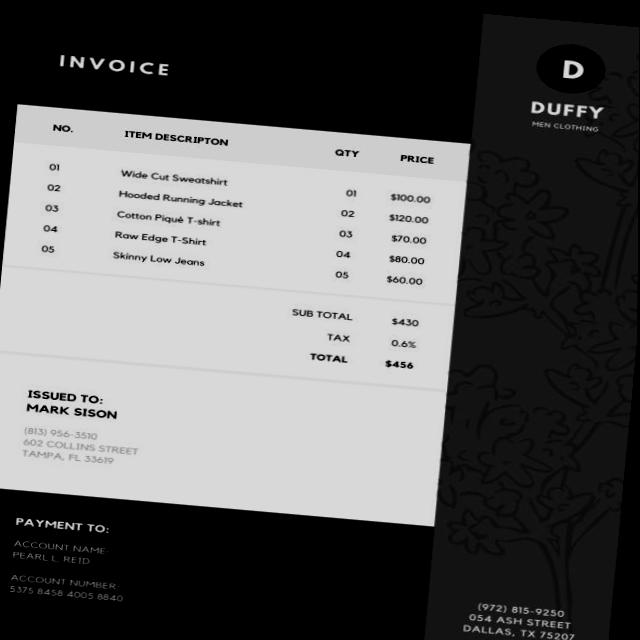 INVOICE
D
DUFFY
MEN CLOTHING
NO. ITEM DESCRIPTON QTY PRICE
01 Wide Cut Sweatshirt 01 $100.00
02 Hooded Running Jacket 02 $120.00
03 Cotton Piquè T-shirt 03 $70.00
04 Raw Edge T-Shirt 04 $80.00
05 Skinny Low Jeans 05 $60.00
SUB TOTAL $430
TAX 0.6%
TOTAL $456
ISSUED TO:
MARK SISON
(813) 956-3510
602 COLLINS STREET
TAMPA, FL 33619
PAYMENT TO:
ACCOUNT NAME:
PEARL L. REID
ACCOUNT NUMBER:
5375 8458 4005 8840
(972) 815-9250
054 ASH STREET
DALLAS, TX 75207